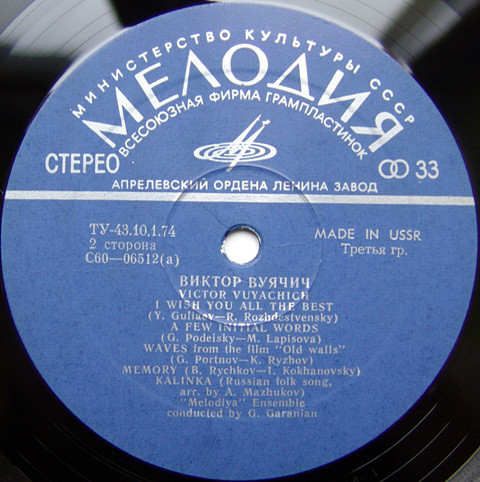 МИНИСТЕРСТВО КУЛЬТУРЫ СССР
МЕЛОДИЯ
ВСЕСОЮЗНАЯ ФИРМА ГРАМПЛАСТИНОК
СТЕРЕО 33
АПРЕЛЕВСКИЙ ОРДЕНА ЛЕНИНА ЗАВОД
ТУ-43.10.1.74
2 сторона
С60—06512(а)
MADE IN USSR
Третья гр.
ВИКТОР ВУЯЧИЧ
VICTOR VUYACHICH
I WISH YOU ALL THE BEST
(Y. Guliaev—R. Rozhdestvensky)
A FEW INITIAL WORDS
(G. Podelsky—M. Lapisova)
WAVES from the film "Old walls"
(G. Portnov—K. Ryzhov)
MEMORY (B. Rychkov—I. Kokhanovsky)
KALINKA (Russian folk song,
arr. by A. Mazhukov)
"Melodiya" Ensemble
conducted by G. Garanian